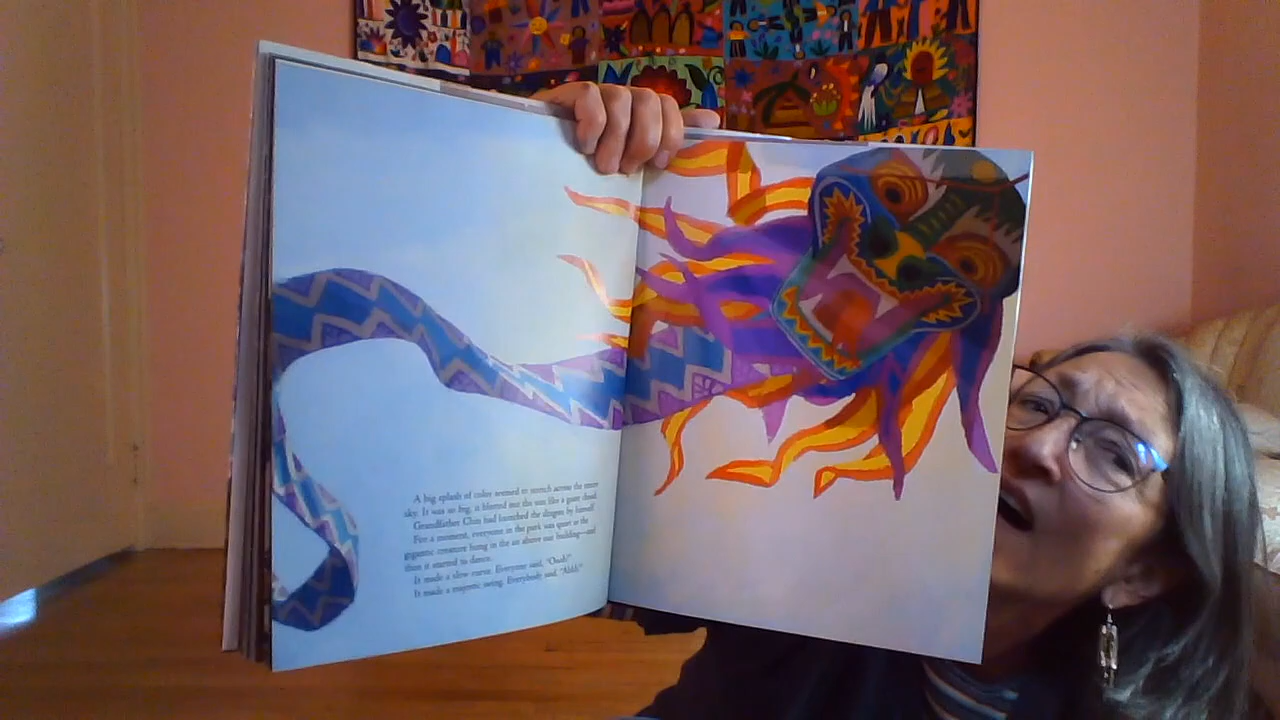 A big splash of color seemed to stretch across the entire
sky. It was so big, it blotted out the sun like a giant cloud.
Grandfather Chin had launched the dragon by himself.
For a moment, everyone in the park was quiet as the
gigantic creature hung in the air above our building—and
then it started to dance.
It made a slow curve. Everyone said, "Oooh!"
It made a majestic swing. Everybody said, "Ahhh!"